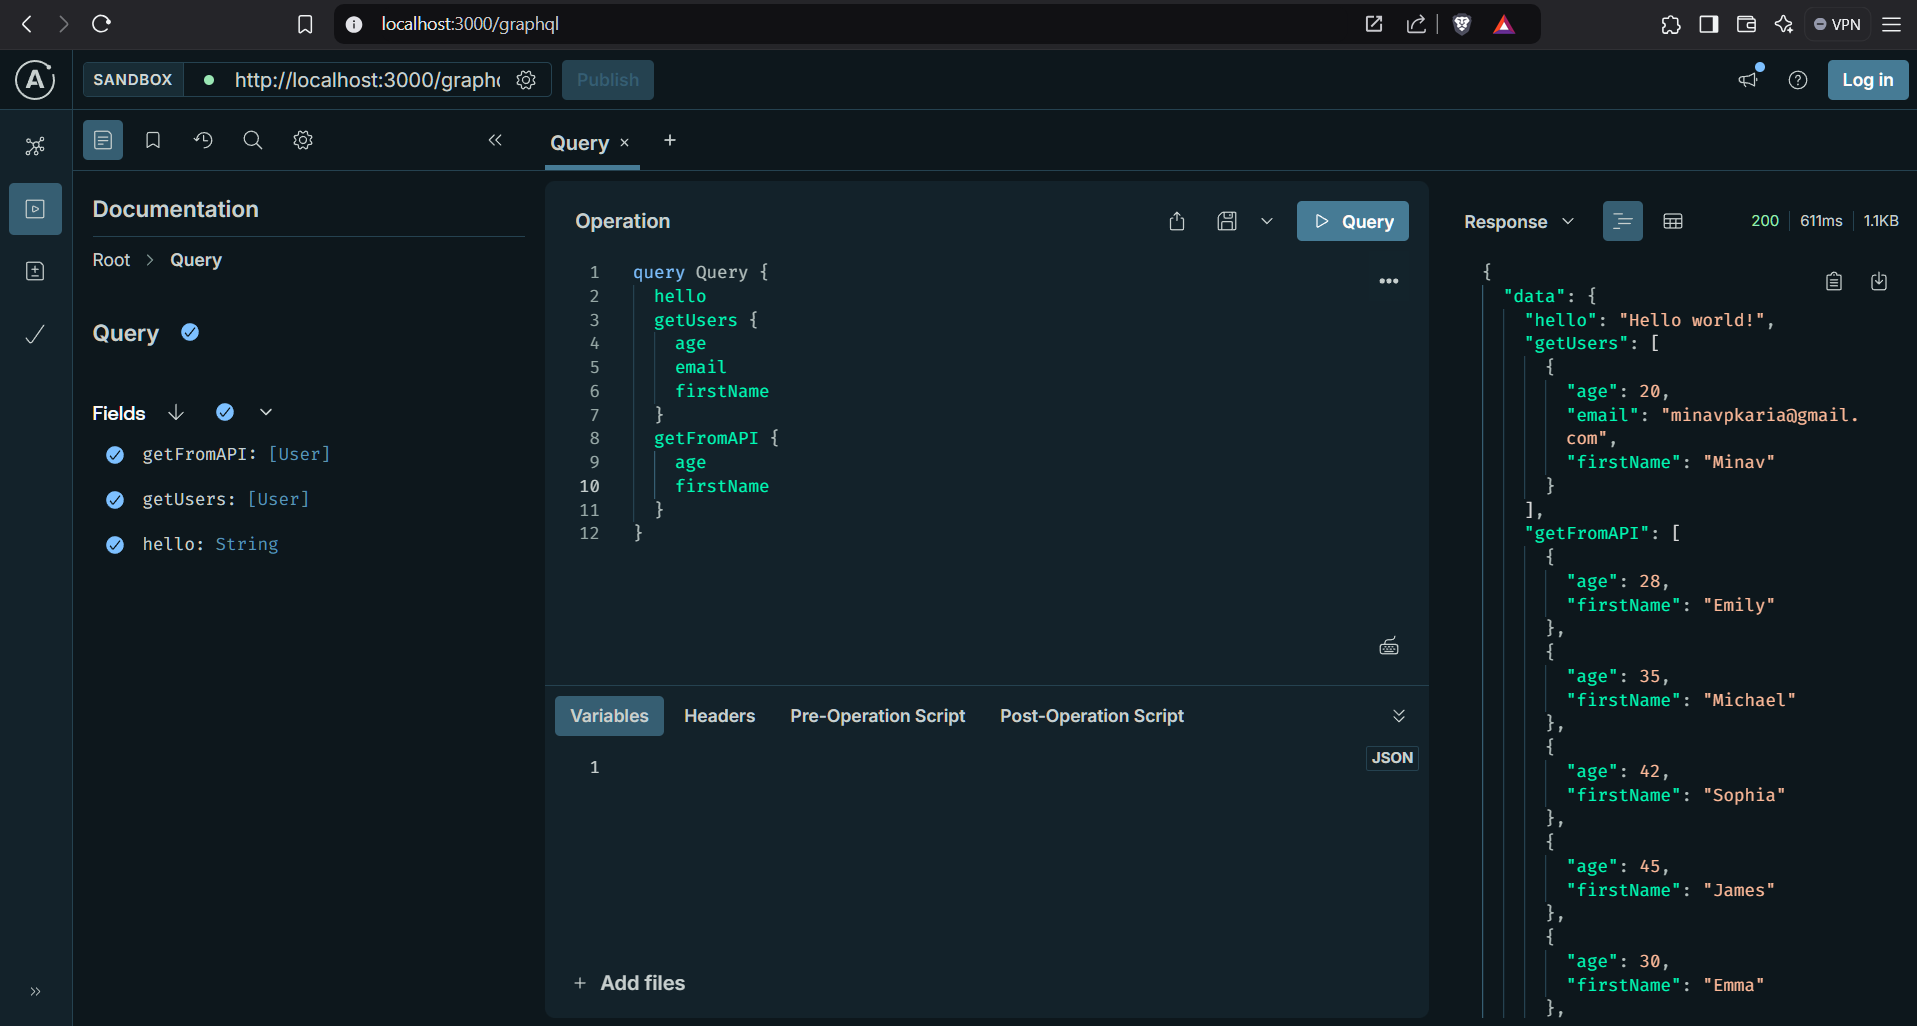 localhost:3000/graphql
VPN
SANDBOX
http://localhost:3000/graph
Publish
Log in
Query
Documentation
Root > Query
Query
Fields
getFromAPI: [User]
getUsers: [User]
hello: String
Operation
Query
1 query Query {
2 hello
3 getUsers {
4 age
5 email
6 firstName
7 }
8 getFromAPI {
9 age
10 firstName
11 }
12 }
Variables
Headers
Pre-Operation Script
Post-Operation Script
JSON
1
+ Add files
Response
200
611ms
1.1KB
{
"data": {
"hello": "Hello world!",
"getUsers": [
{
"age": 20,
"email": "minavpkaria@gmail.
com",
"firstName": "Minav"
}
],
"getFromAPI": [
{
"age": 28,
"firstName": "Emily"
},
{
"age": 35,
"firstName": "Michael"
},
{
"age": 42,
"firstName": "Sophia"
},
{
"age": 45,
"firstName": "James"
},
{
"age": 30,
"firstName": "Emma"
},